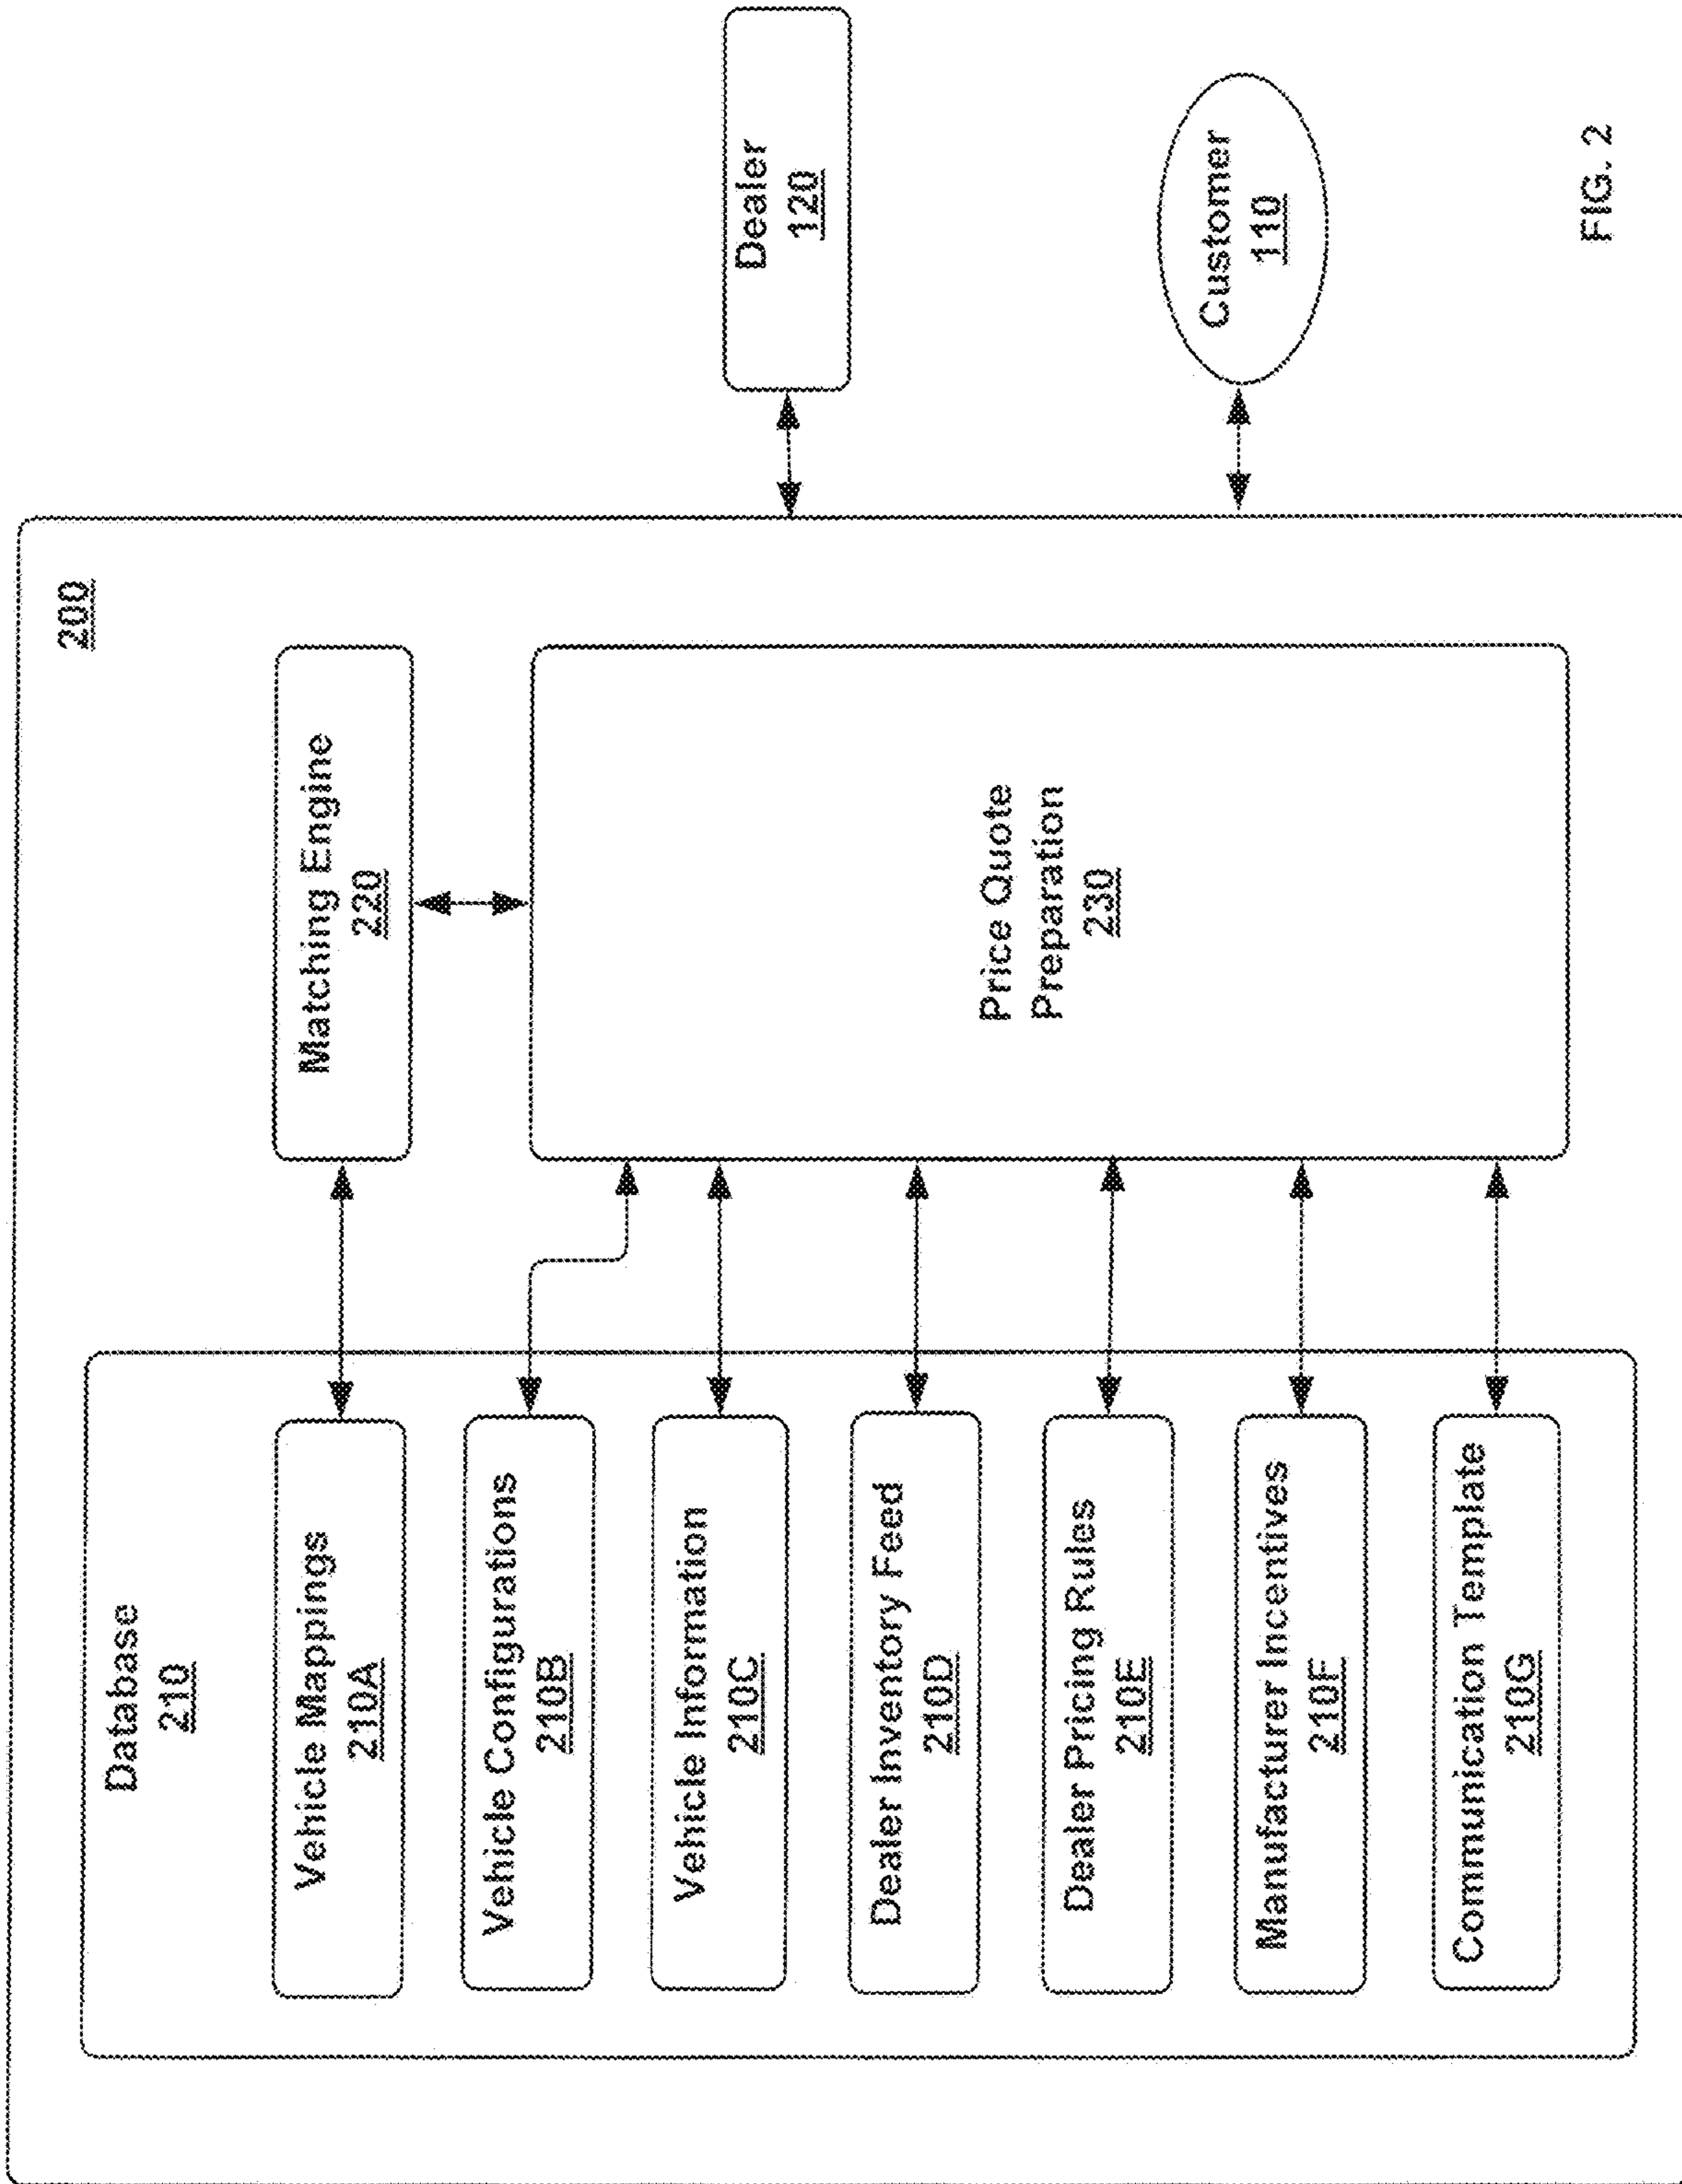 200
Database
210
Vehicle Mappings
210A
Vehicle Configurations
210B
Vehicle Information
210C
Dealer Inventory Feed
210D
Dealer Pricing Rules
210E
Manufacturer Incentives
210F
Communication Template
210G
Matching Engine
220
Price Quote
Preparation
230
Dealer
120
Customer
110
FIG. 2